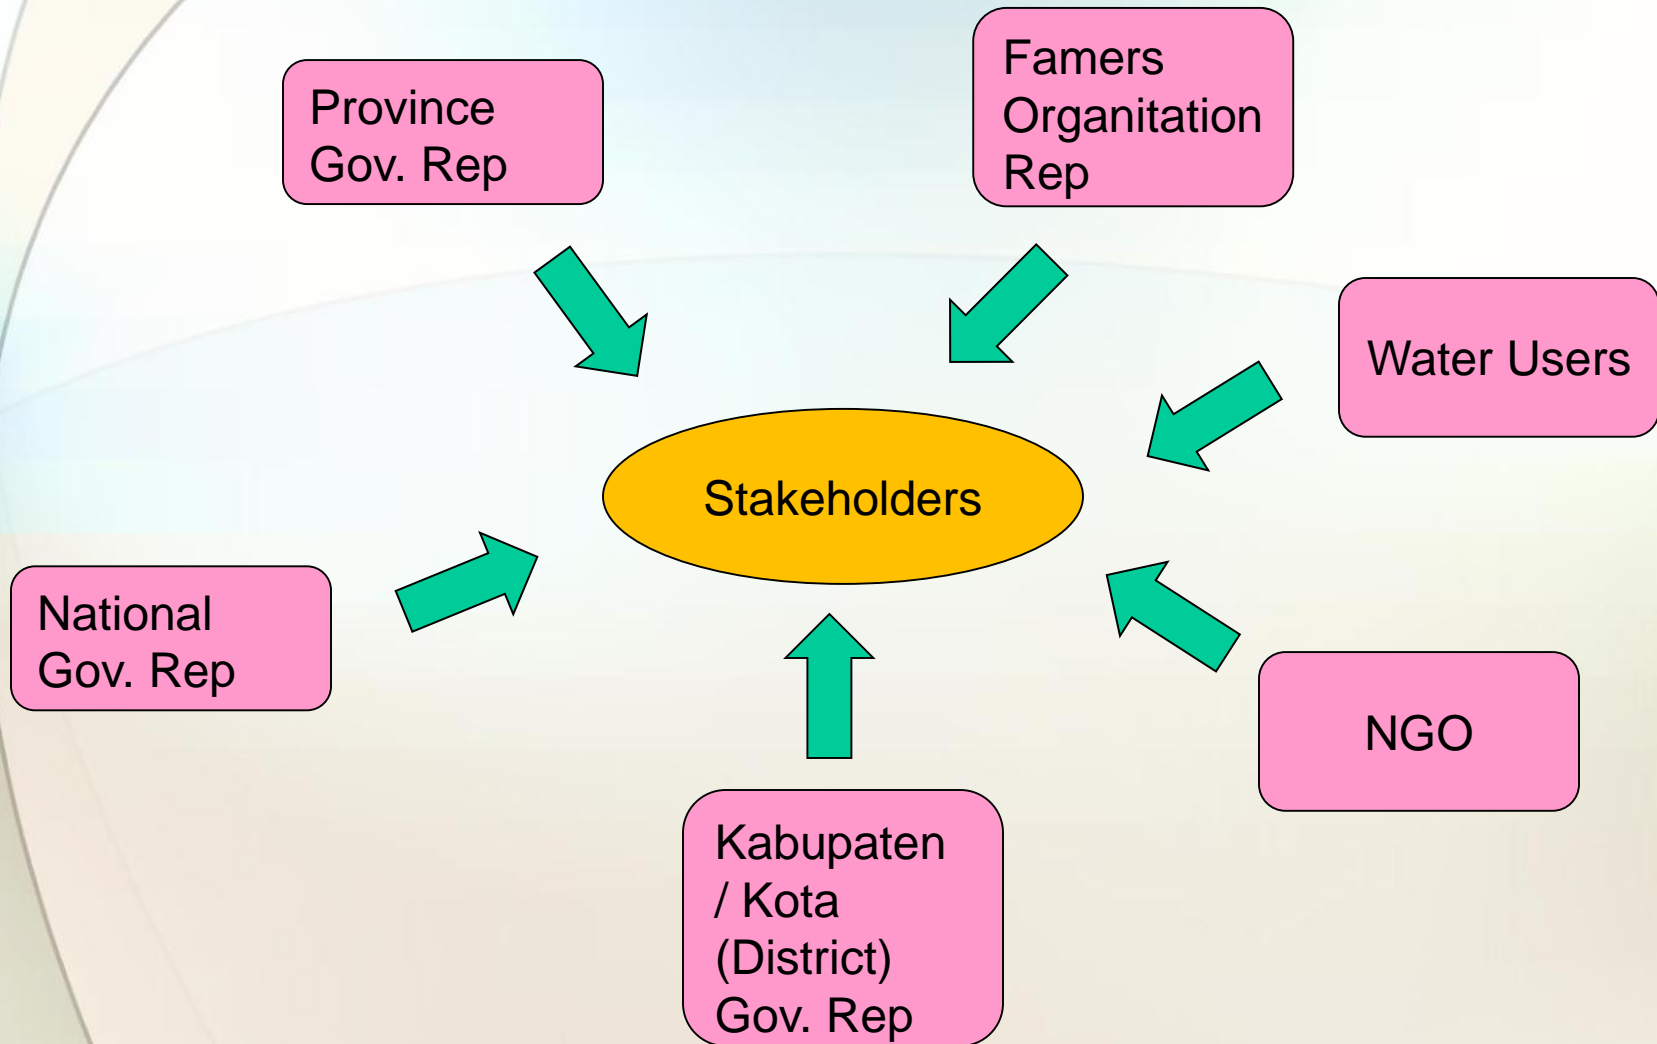 Province
Gov. Rep
Famers
Organitation
Rep
Water Users
Stakeholders
National
Gov. Rep
NGO
Kabupaten
/ Kota
(District)
Gov. Rep